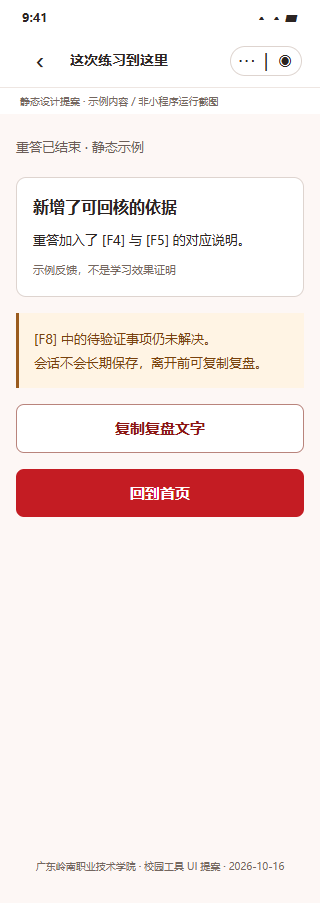 9:41
这次练习到这里
静态设计提案 · 示例内容 / 非小程序运行截图
重答已结束 · 静态示例
新增了可回核的依据
重答加入了 [F4] 与 [F5] 的对应说明。
示例反馈，不是学习效果证明
[F8] 中的待验证事项仍未解决。
会话不会长期保存，离开前可复制复盘。
复制复盘文字
回到首页
广东岭南职业技术学院 · 校园工具 UI 提案 · 2026-10-16